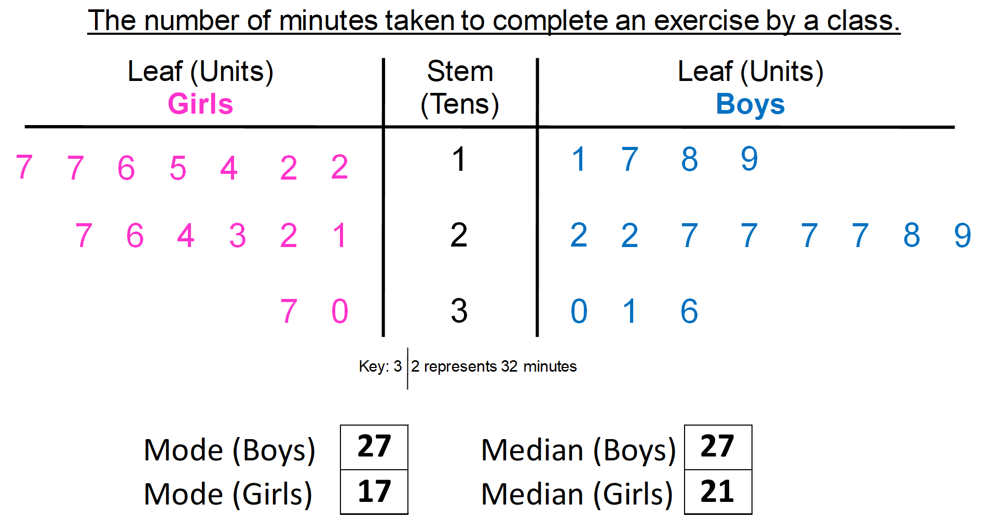 The number of minutes taken to complete an exercise by a class.
Leaf (Units) Stem Leaf (Units)
Girls (Tens) Boys
7 7 6 5 4 2 2 1 1 7 8 9
7 6 4 3 2 1 2 2 2 7 7 7 7 8 9
7 0 3 0 1 6
Key: 3 2 represents 32 minutes
Mode (Boys) 27 Median (Boys) 27
Mode (Girls) 17 Median (Girls) 21